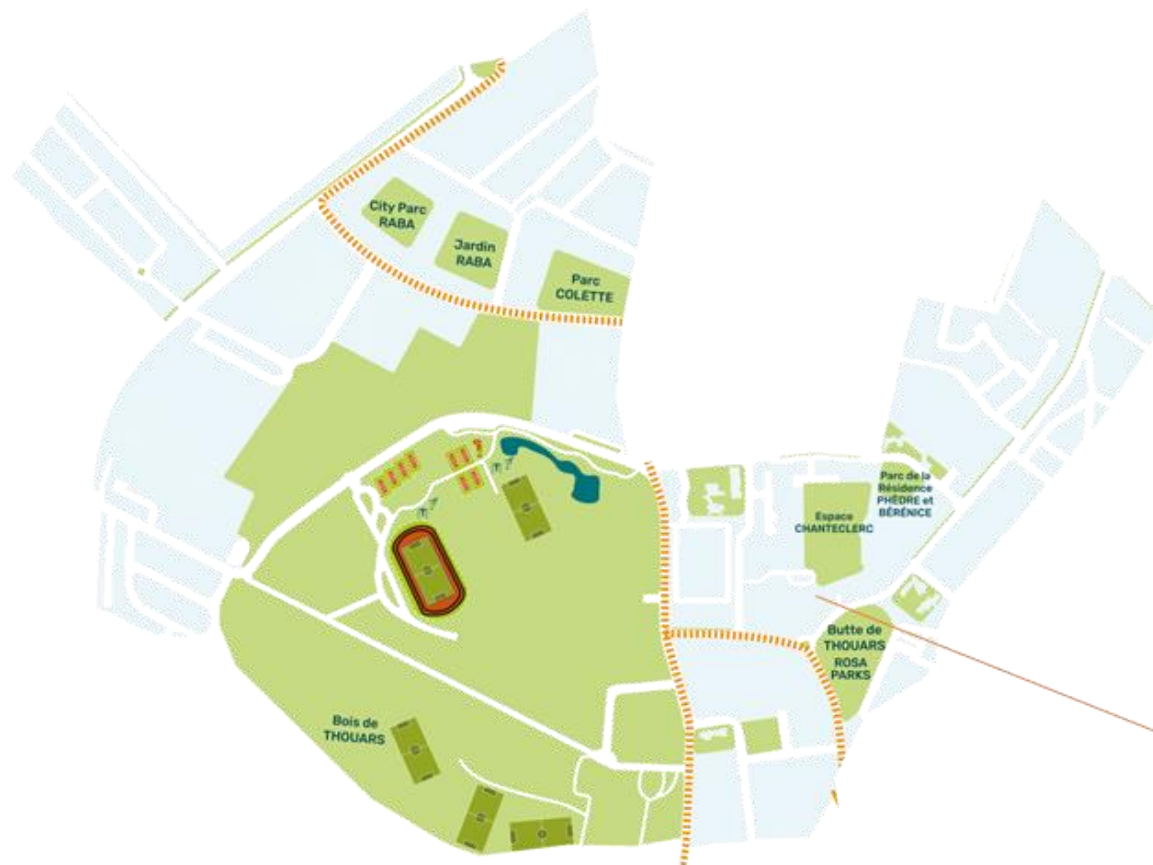 City Parc
RABA
Jardin
RABA
Parc
COLETTE
Parc de la
Résidence
PHÈDRE et
BÉRÉNICE
Espace
CHANTECLERC
Butte de
THOUARS
ROSA
PARKS
Bois de
THOUARS